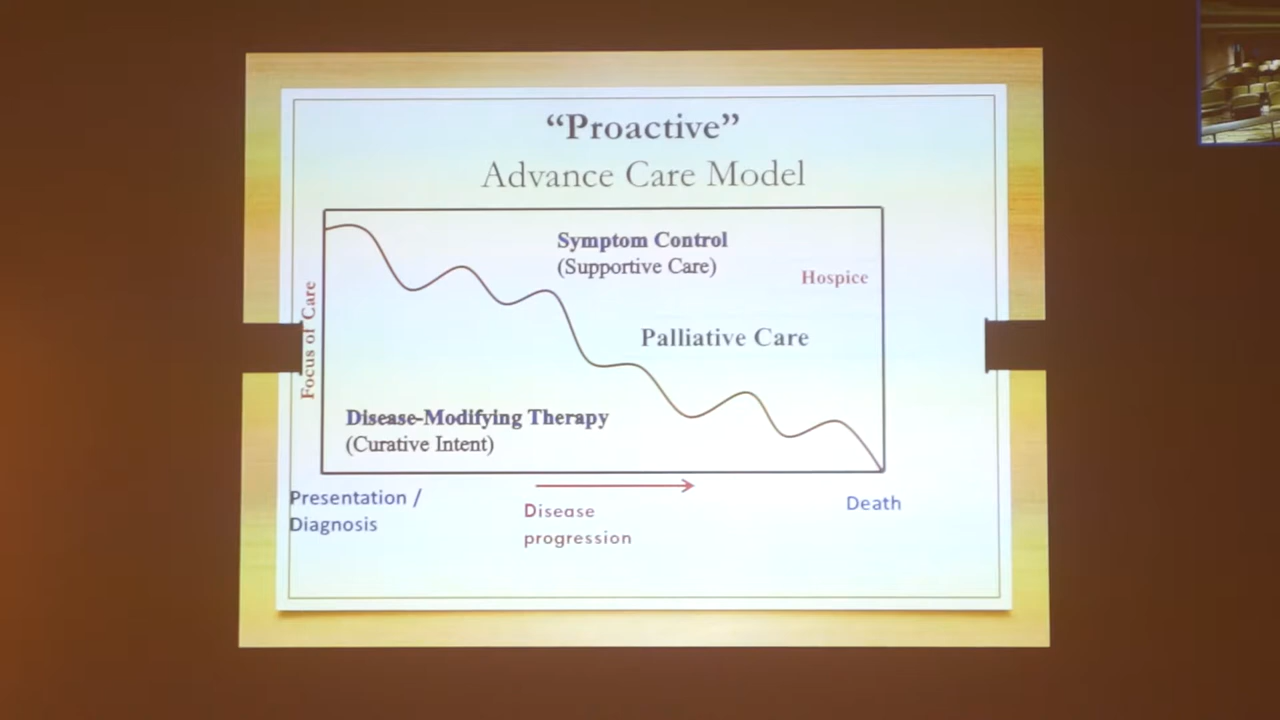 “Proactive”
Advance Care Model
Symptom Control
(Supportive Care)
Hospice
Focus of Care
Palliative Care
Disease-Modifying Therapy
(Curative Intent)
Presentation /
Diagnosis
Disease
progression
Death